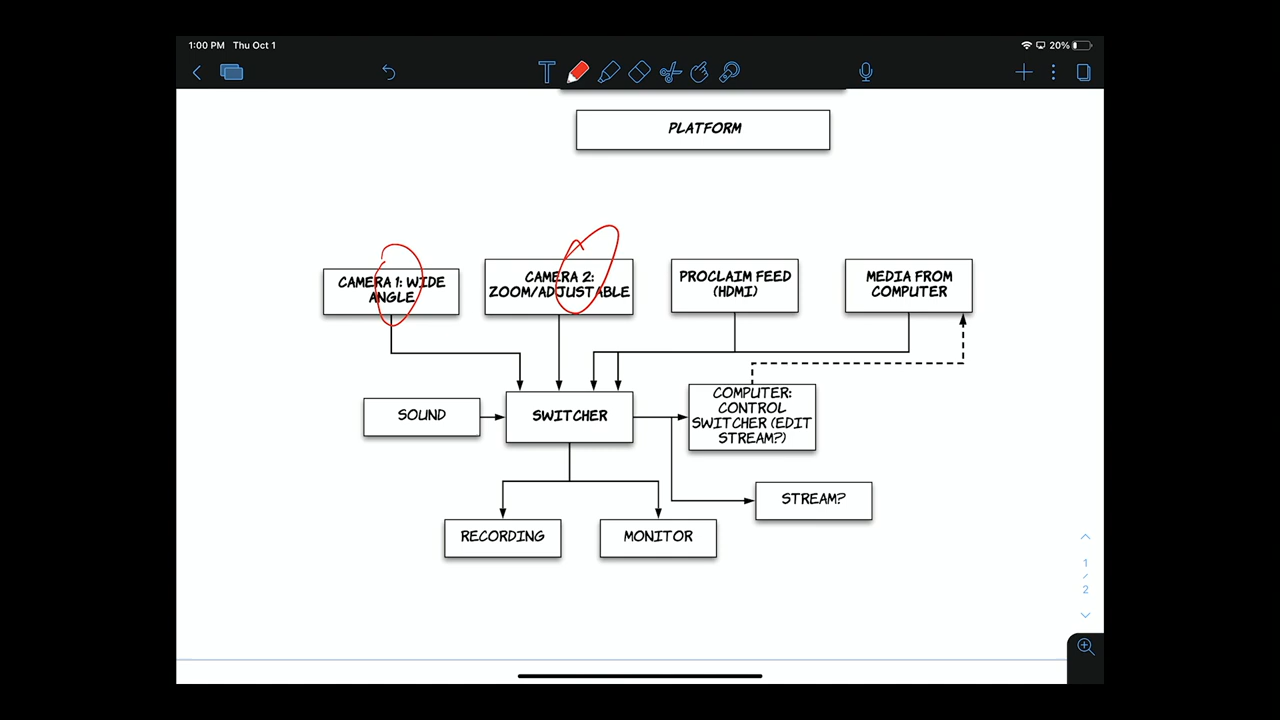 1:00 PM Thu Oct 1
20%
T
PLATFORM
CAMERA 1: WIDE
ANGLE
CAMERA 2:
ZOOM/ADJUSTABLE
PROCLAIM FEED
(HDMI)
MEDIA FROM
COMPUTER
SOUND
SWITCHER
COMPUTER:
CONTROL
SWITCHER (EDIT
STREAM?)
STREAM?
RECORDING
MONITOR
1
/
2